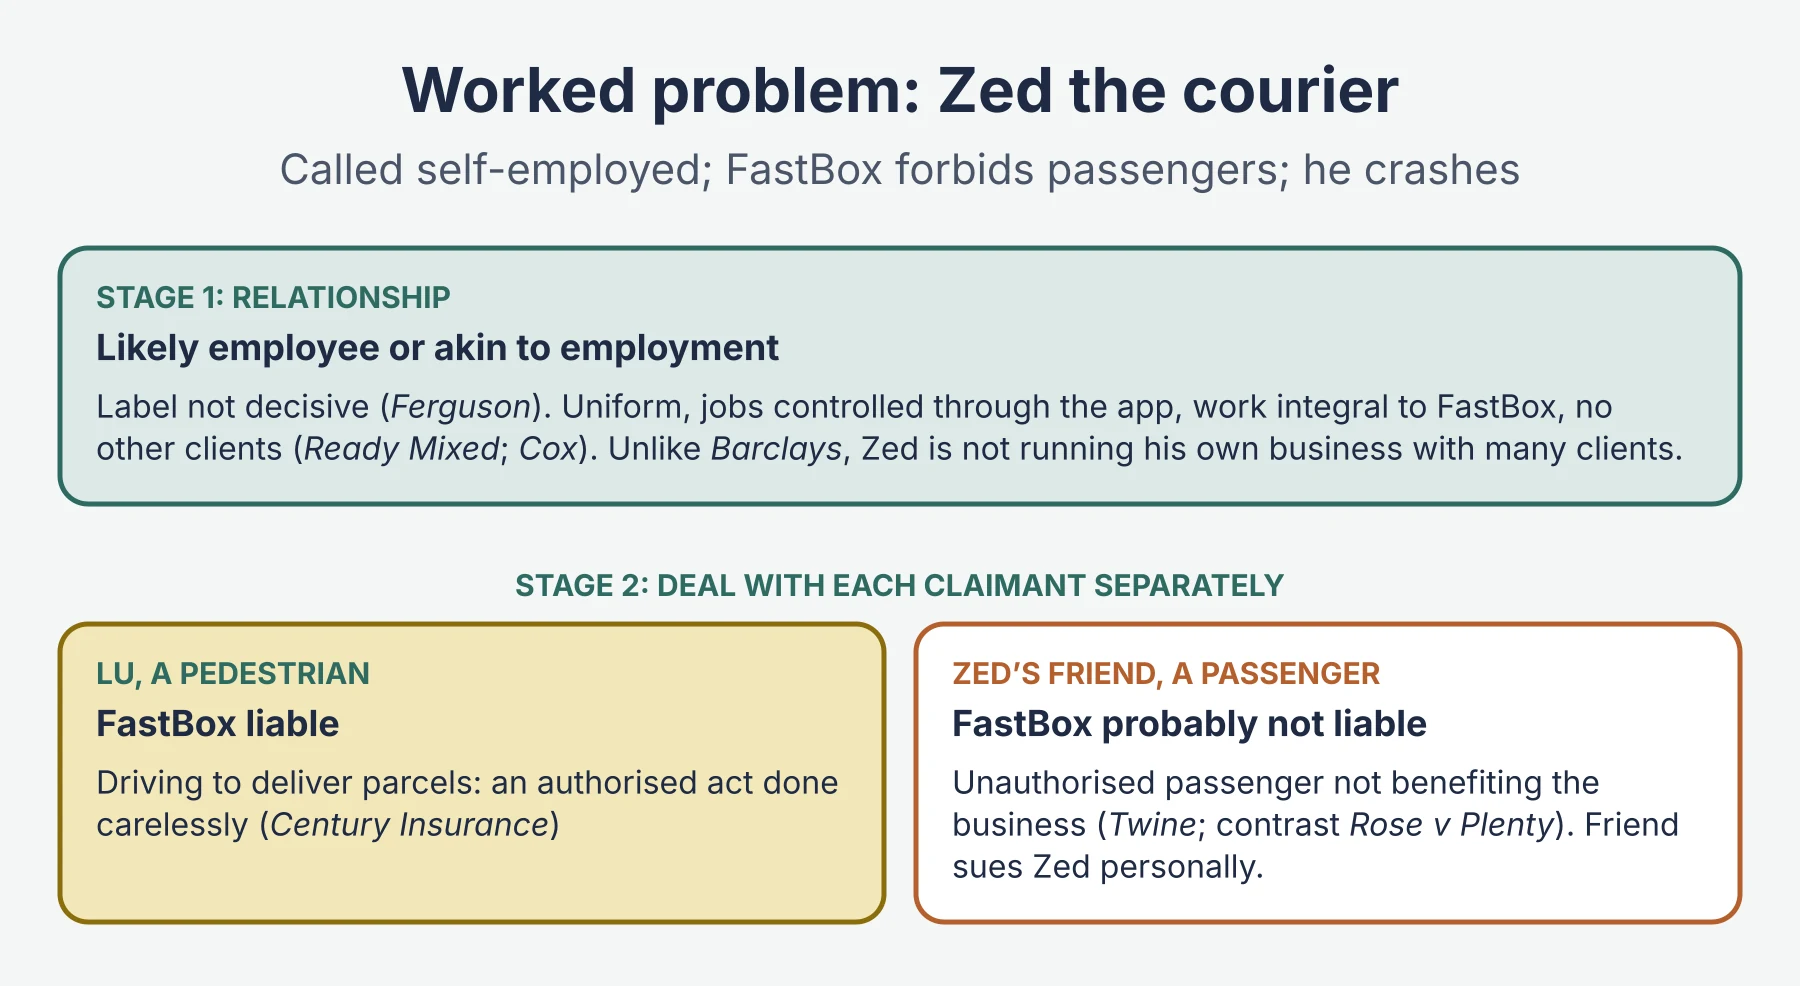 Worked problem: Zed the courier
Called self-employed; FastBox forbids passengers; he crashes
STAGE 1: RELATIONSHIP
Likely employee or akin to employment
Label not decisive (Ferguson). Uniform, jobs controlled through the app, work integral to FastBox, no
other clients (Ready Mixed; Cox). Unlike Barclays, Zed is not running his own business with many clients.
STAGE 2: DEAL WITH EACH CLAIMANT SEPARATELY
LU, A PEDESTRIAN
FastBox liable
Driving to deliver parcels: an authorised act done
carelessly (Century Insurance)
ZED’S FRIEND, A PASSENGER
FastBox probably not liable
Unauthorised passenger not benefiting the
business (Twine; contrast Rose v Plenty). Friend
sues Zed personally.